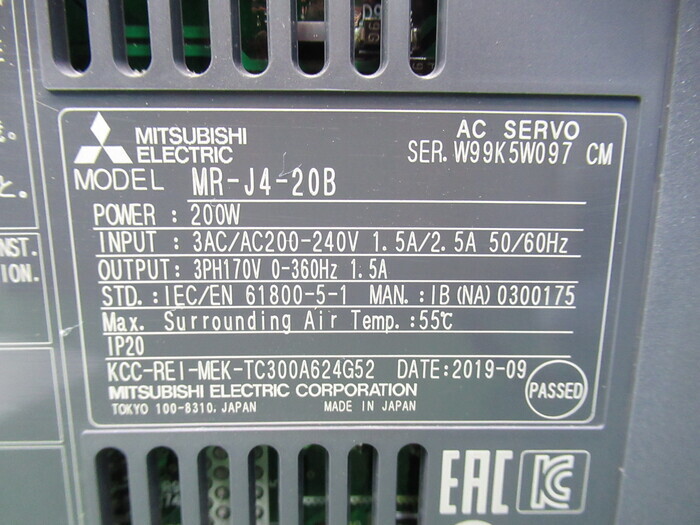 MITSUBISHI
ELECTRIC
AC SERVO
SER. W99K5W097 CM
MODEL MR-J4-20B
POWER : 200W
INPUT : 3AC/AC200-240V 1.5A/2.5A 50/60Hz
OUTPUT: 3PH170V 0-360Hz 1.5A
STD.: IEC/EN 61800-5-1 MAN.: IB(NA)0300175
Max. Surrounding Air Temp.:55℃
IP20
KCC-REI-MEK-TC300A624G52 DATE:2019-09
MITSUBISHI ELECTRIC CORPORATION
TOKYO 100-8310, JAPAN MADE IN JAPAN
PASSED
NST.
ION.
EAC